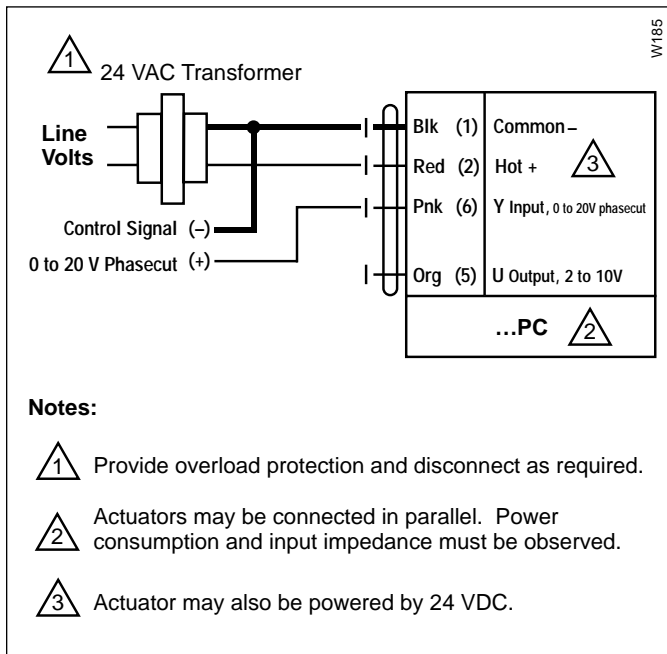 W185
1 24 VAC Transformer
Line
Volts
Blk (1) Common –
Red (2) Hot + 3
Pnk (6) Y Input, 0 to 20V phasecut
Control Signal (–)
0 to 20 V Phasecut (+)
Org (5) U Output, 2 to 10V
...PC 2
Notes:
1 Provide overload protection and disconnect as required.
2 Actuators may be connected in parallel. Power
consumption and input impedance must be observed.
3 Actuator may also be powered by 24 VDC.